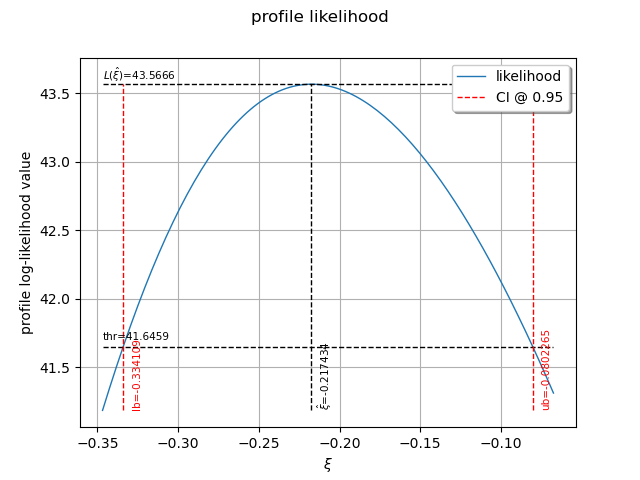 profile likelihood
L(ξ̂)=43.5666
likelihood
CI @ 0.95
43.5
43.0
42.5
42.0
41.5
profile log-likelihood value
thr=41.6459
lb=-0.334109
ξ̂=-0.217434
ub=-0.0802265
−0.35
−0.30
−0.25
−0.20
−0.15
−0.10
ξ